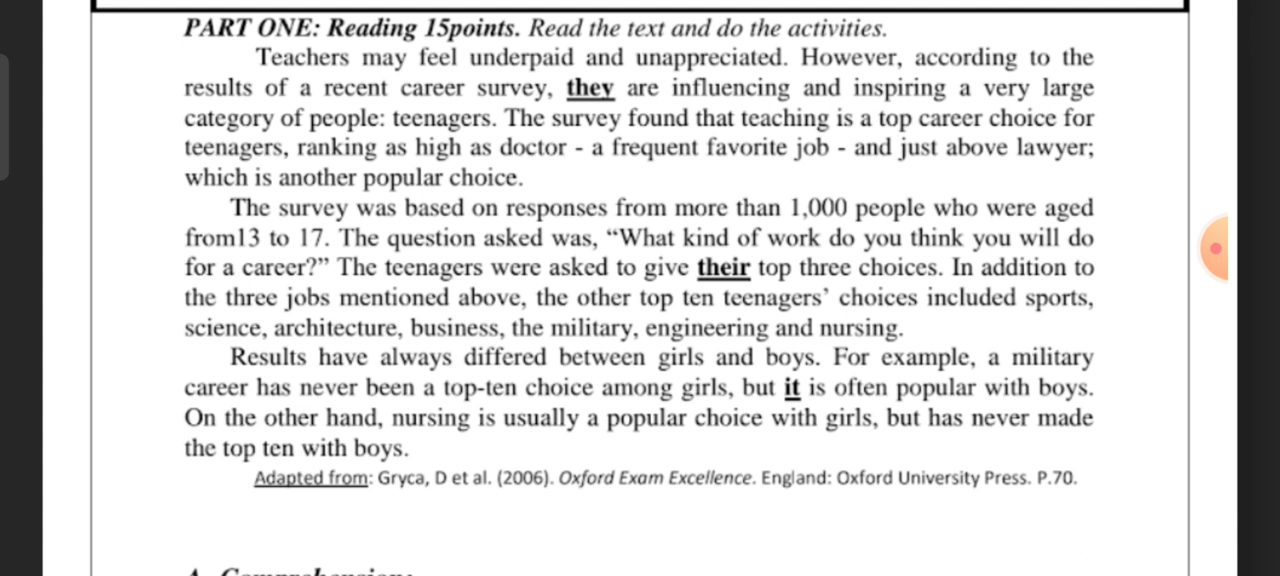 PART ONE: Reading 15points. Read the text and do the activities.
Teachers may feel underpaid and unappreciated. However, according to the
results of a recent career survey, they are influencing and inspiring a very large
category of people: teenagers. The survey found that teaching is a top career choice for
teenagers, ranking as high as doctor - a frequent favorite job - and just above lawyer;
which is another popular choice.
The survey was based on responses from more than 1,000 people who were aged
from13 to 17. The question asked was, “What kind of work do you think you will do
for a career?” The teenagers were asked to give their top three choices. In addition to
the three jobs mentioned above, the other top ten teenagers’ choices included sports,
science, architecture, business, the military, engineering and nursing.
Results have always differed between girls and boys. For example, a military
career has never been a top-ten choice among girls, but it is often popular with boys.
On the other hand, nursing is usually a popular choice with girls, but has never made
the top ten with boys.
Adapted from: Gryca, D et al. (2006). Oxford Exam Excellence. England: Oxford University Press. P.70.